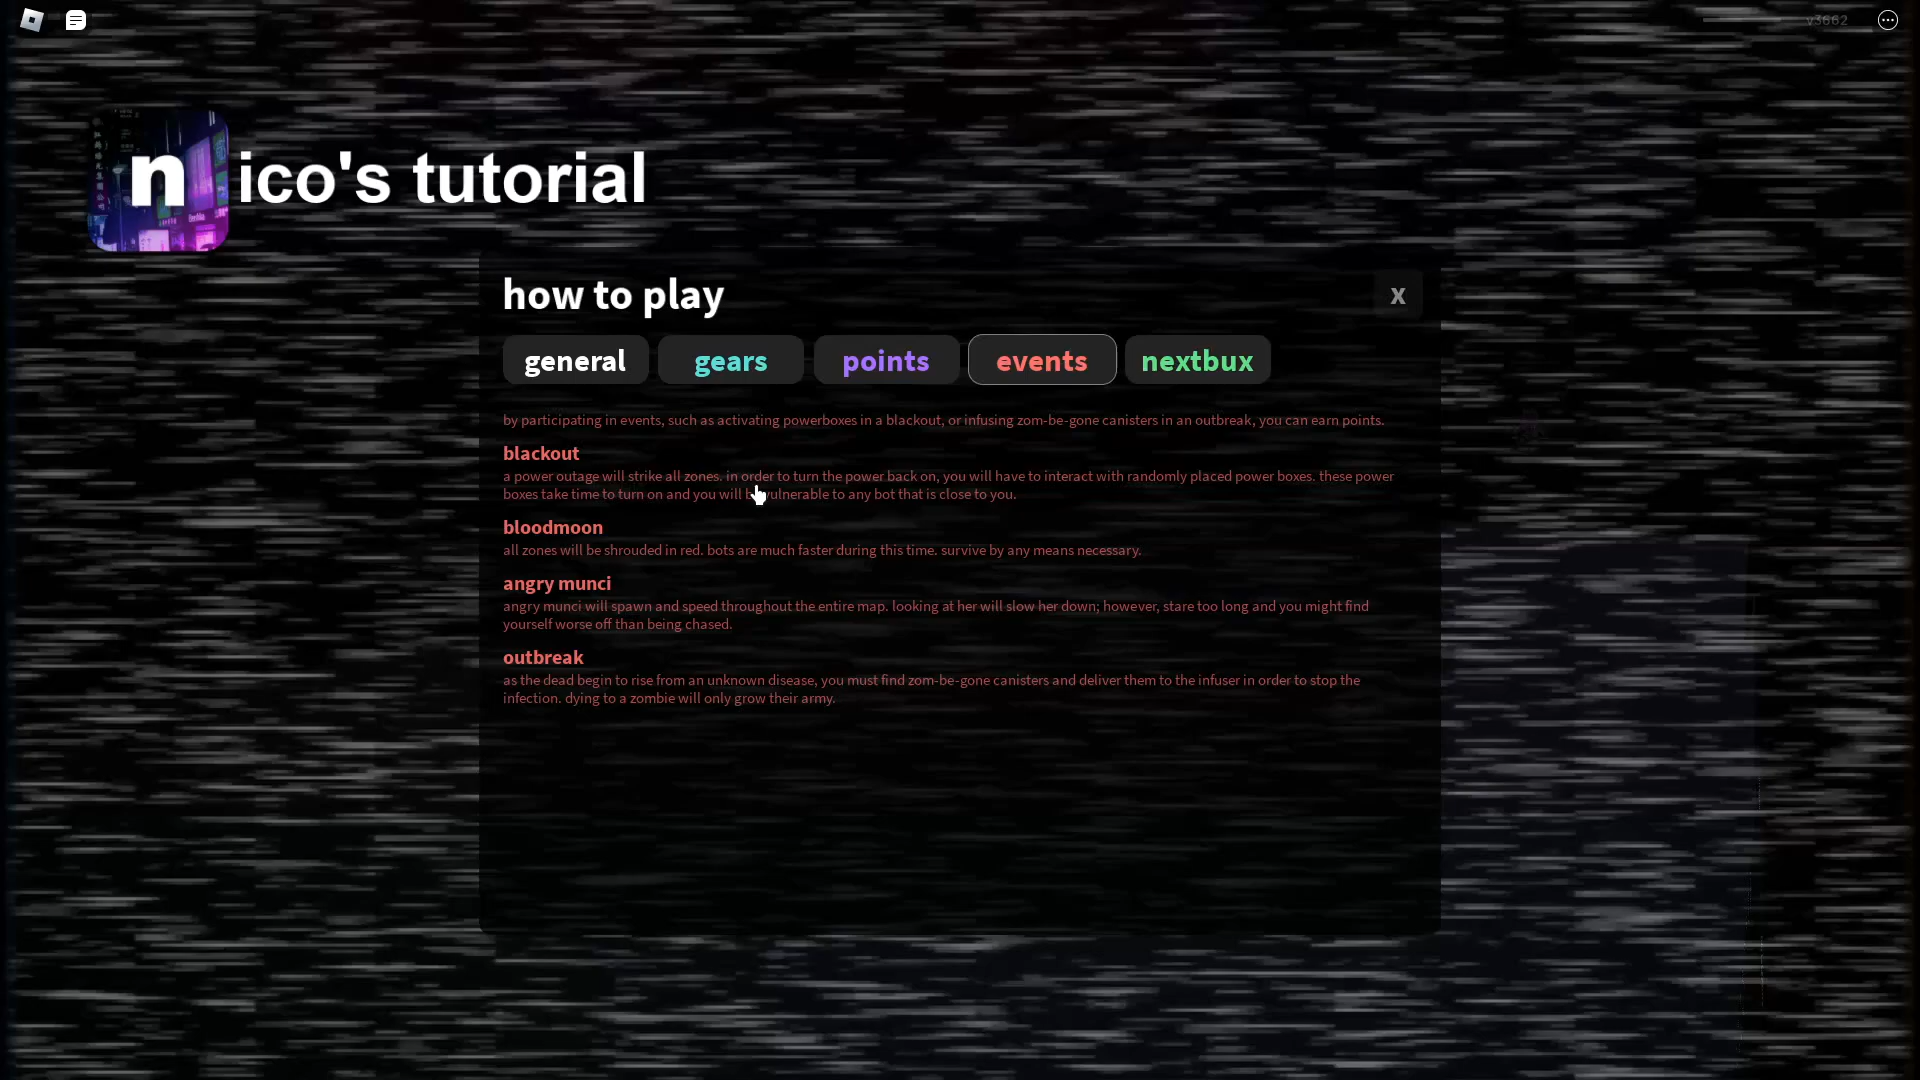 v3662
nico's tutorial
how to play
x
general gears points events nextbux
by participating in events, such as activating powerboxes in a blackout, or infusing zom-be-gone canisters in an outbreak, you can earn points.
blackout
a power outage will strike all zones. in order to turn the power back on, you will have to interact with randomly placed power boxes. these power
boxes take time to turn on and you will be vulnerable to any bot that is close to you.
bloodmoon
all zones will be shrouded in red. bots are much faster during this time. survive by any means necessary.
angry munci
angry munci will spawn and speed throughout the entire map. looking at her will slow her down; however, stare too long and you might find
yourself worse off than being chased.
outbreak
as the dead begin to rise from an unknown disease, you must find zom-be-gone canisters and deliver them to the infuser in order to stop the
infection. dying to a zombie will only grow their army.